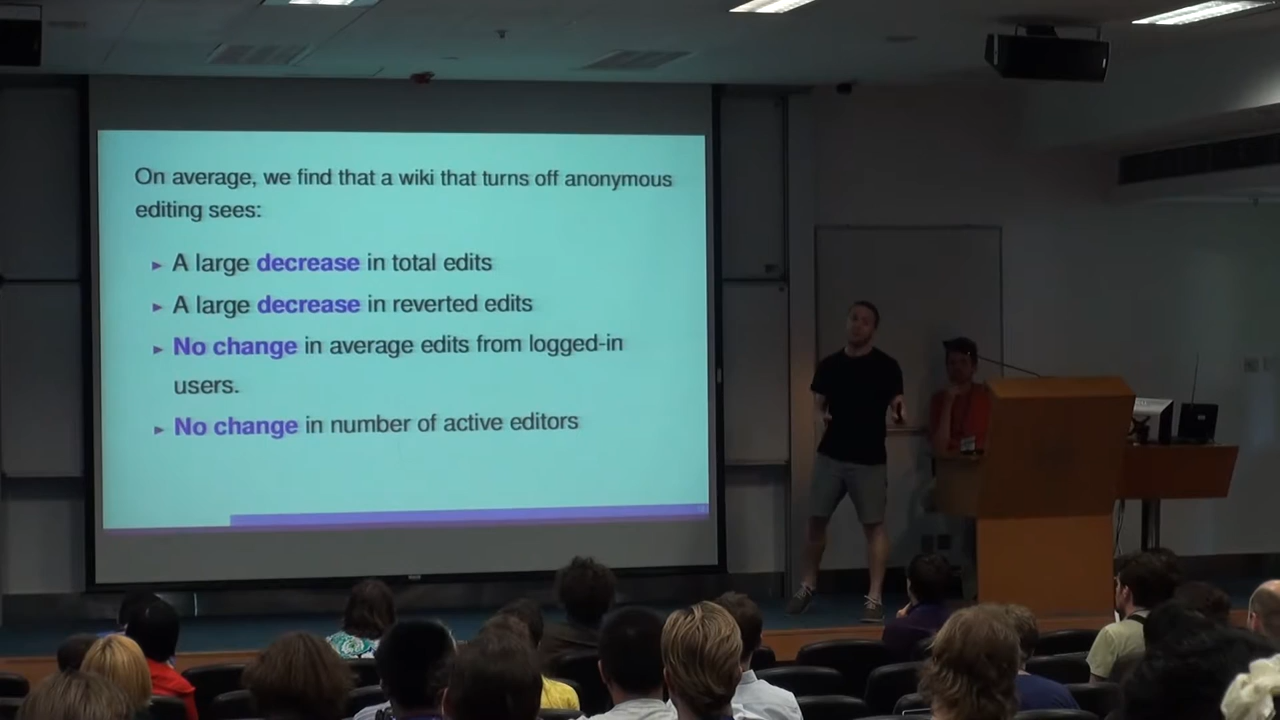 On average, we find that a wiki that turns off anonymous
editing sees:
► A large decrease in total edits
► A large decrease in reverted edits
► No change in average edits from logged-in
users.
► No change in number of active editors